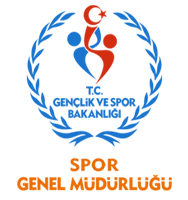 T.C.
GENÇLİK VE SPOR
BAKANLIĞI
SPOR
GENEL MÜDÜRLÜĞÜ